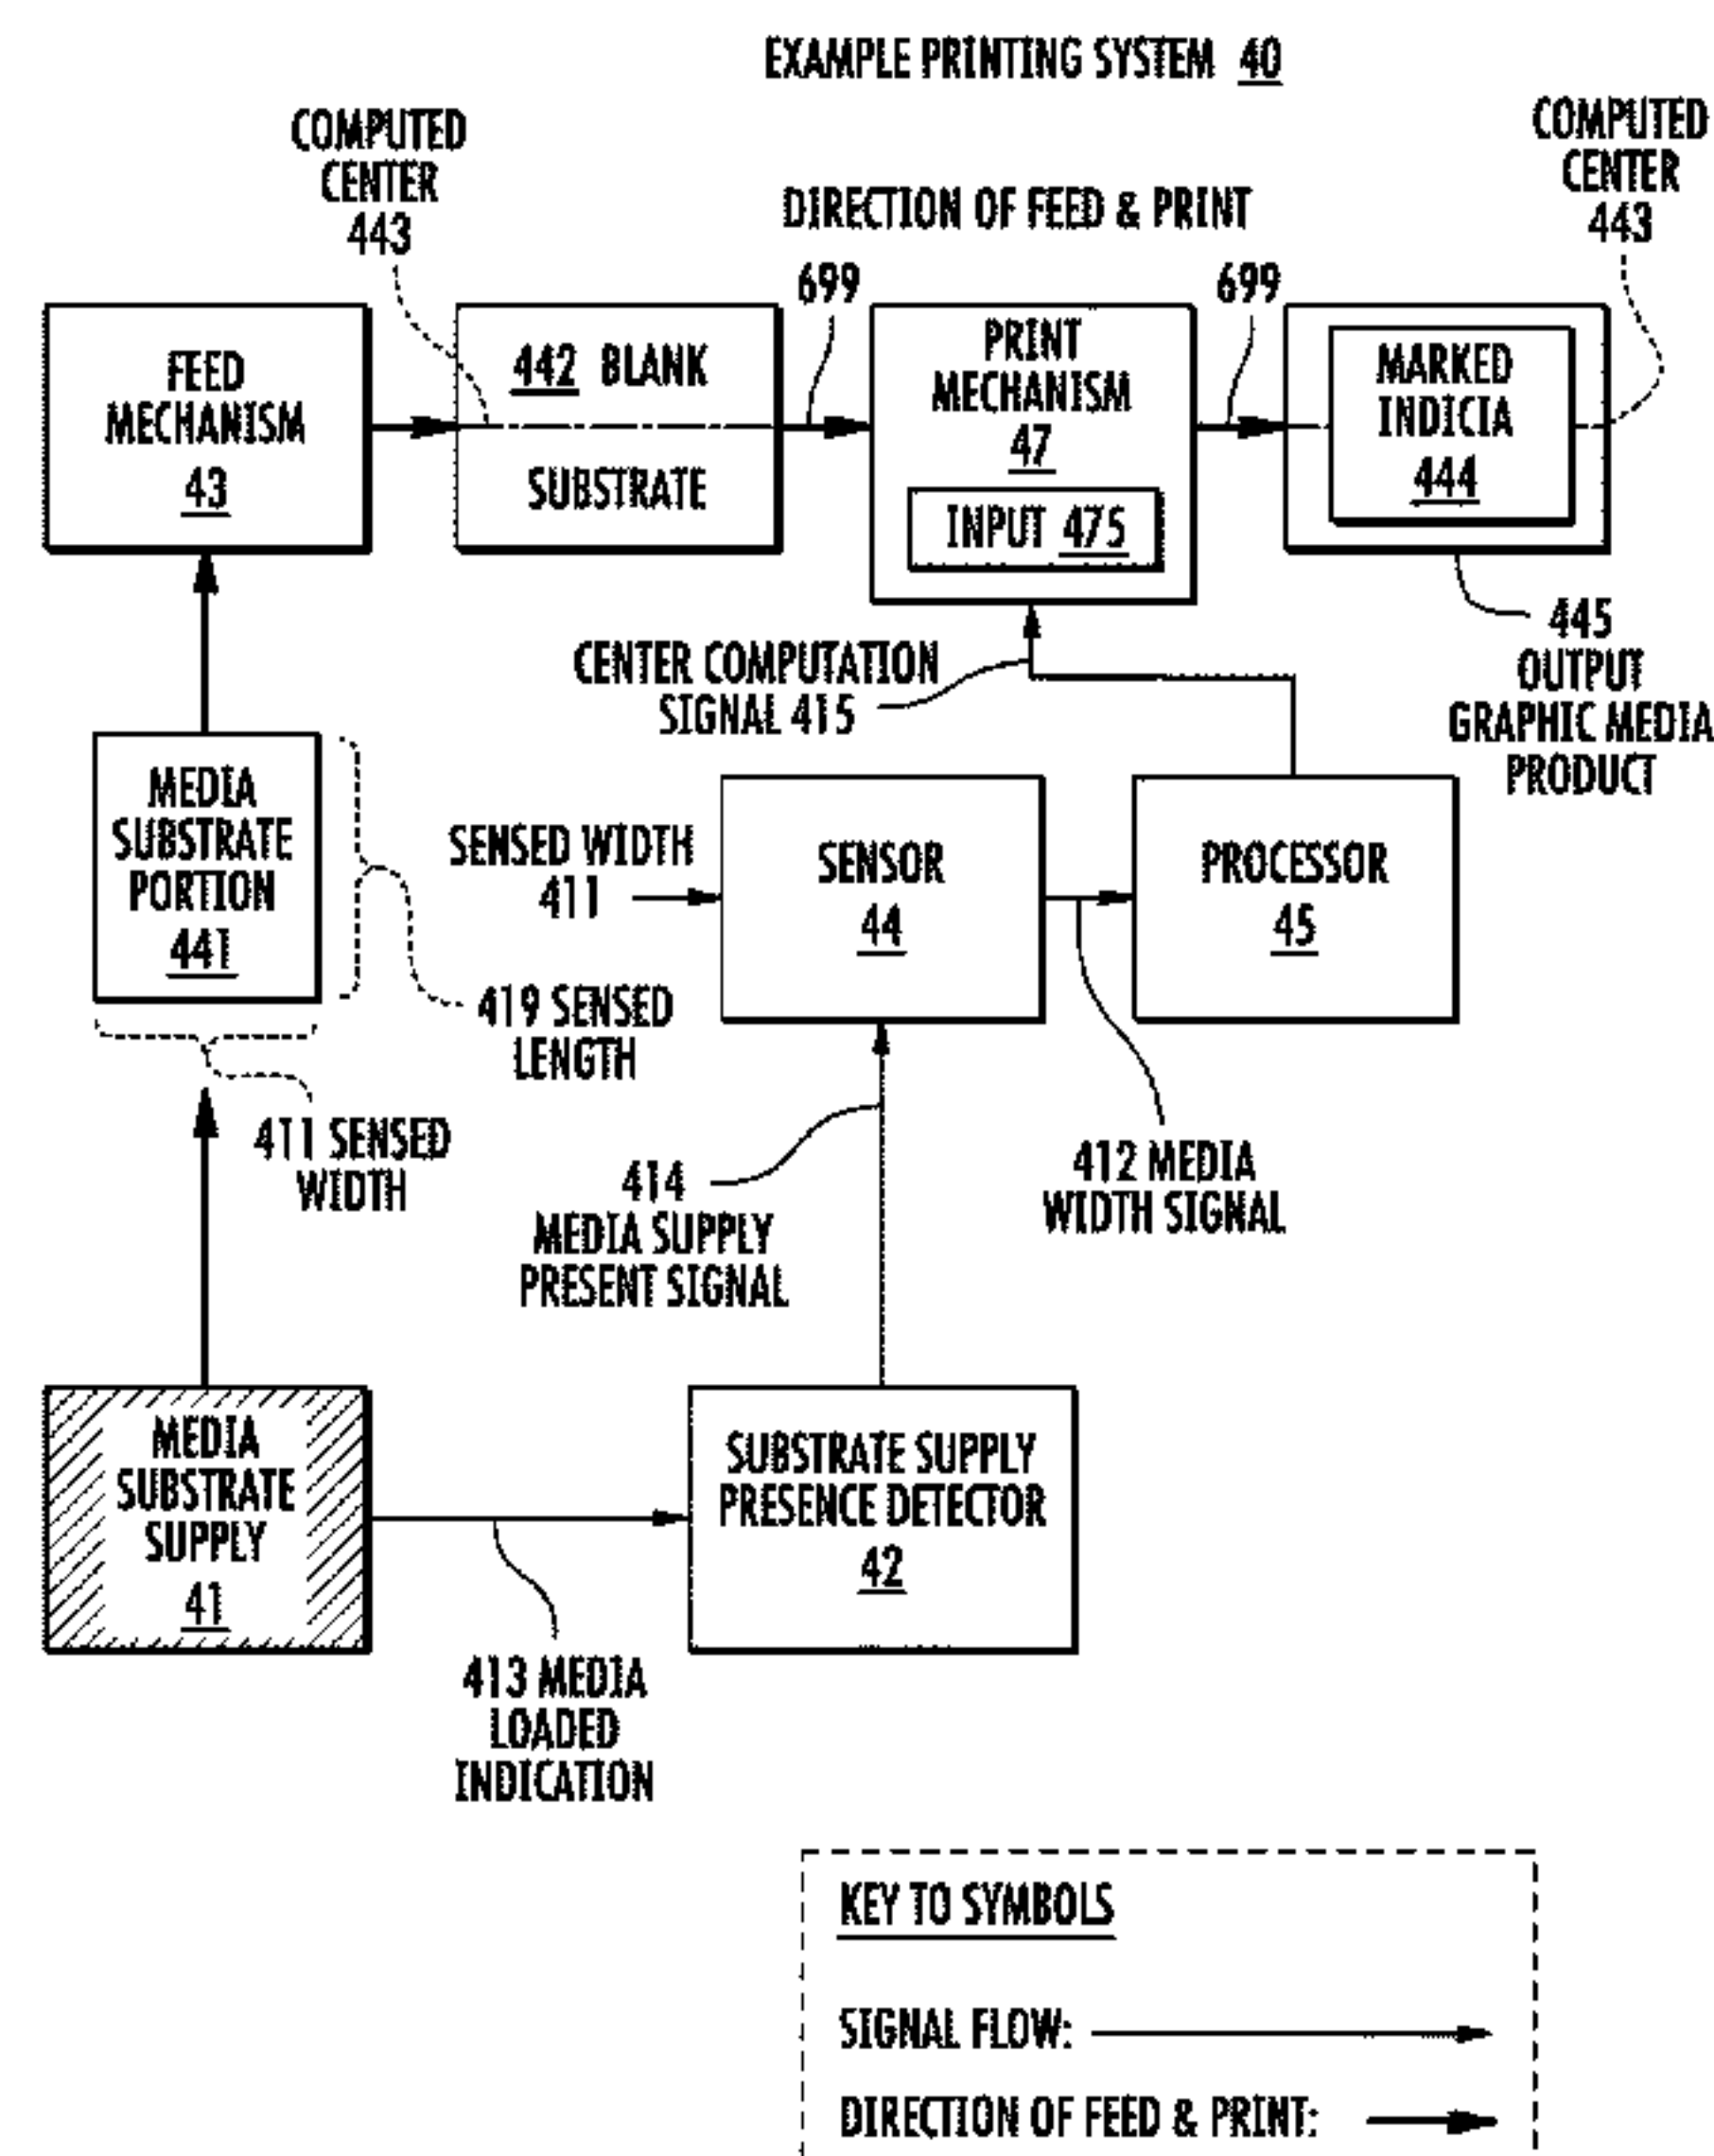 EXAMPLE PRINTING SYSTEM 40
COMPUTED
CENTER
443
COMPUTED
CENTER
443
DIRECTION OF FEED & PRINT
699
699
FEED
MECHANISM
43
442 BLANK
SUBSTRATE
PRINT
MECHANISM
47
INPUT 475
MARKED
INDICIA
444
445
OUTPUT
GRAPHIC MEDIA
PRODUCT
CENTER COMPUTATION
SIGNAL 415
MEDIA
SUBSTRATE
PORTION
441
SENSED WIDTH
411
SENSOR
44
PROCESSOR
45
419 SENSED
LENGTH
411 SENSED
WIDTH
414
MEDIA SUPPLY
PRESENT SIGNAL
412 MEDIA
WIDTH SIGNAL
MEDIA
SUBSTRATE
SUPPLY
41
SUBSTRATE SUPPLY
PRESENCE DETECTOR
42
413 MEDIA
LOADED
INDICATION
KEY TO SYMBOLS
SIGNAL FLOW:
DIRECTION OF FEED & PRINT: